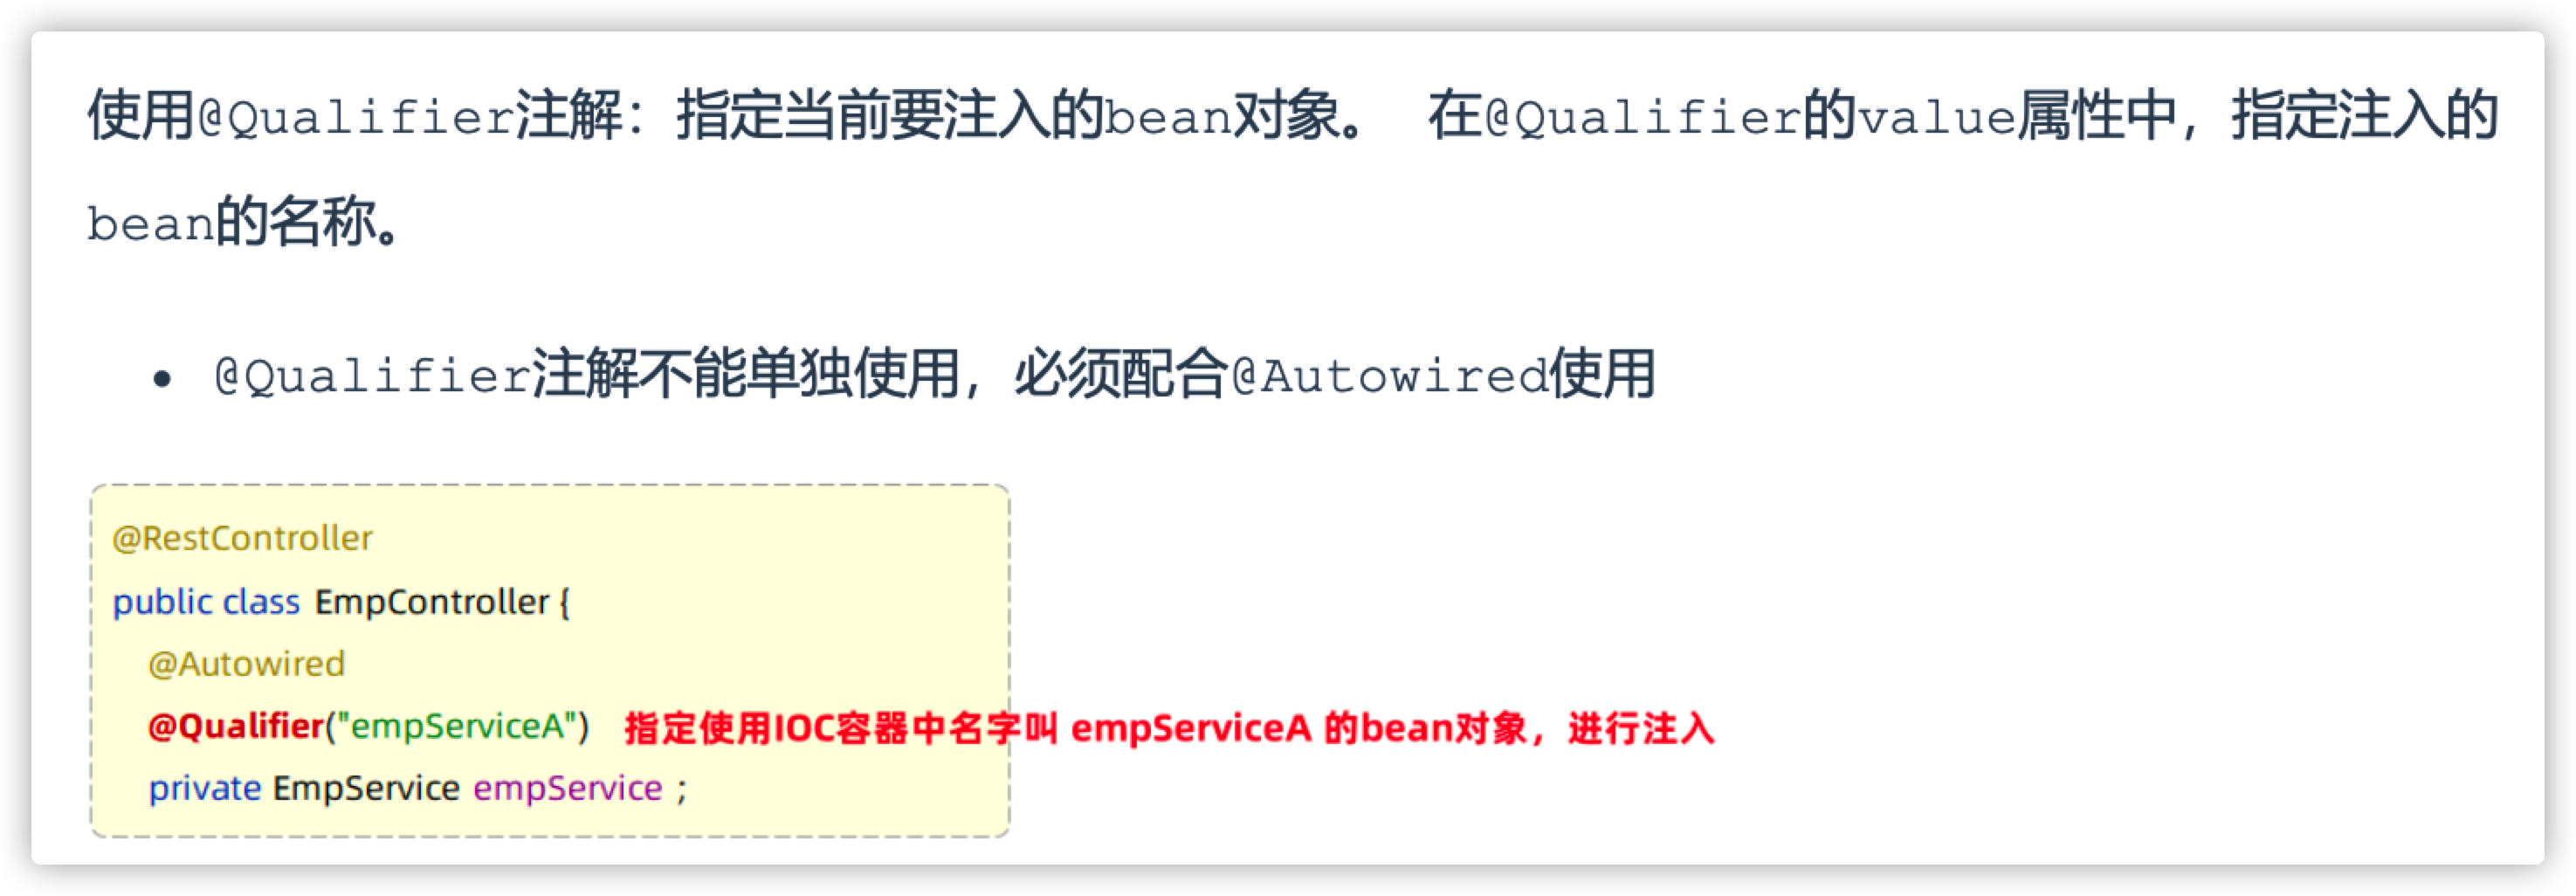 使用@Qualifier注解：指定当前要注入的bean对象。 在@Qualifier的value属性中，指定注入的
bean的名称。
• @Qualifier注解不能单独使用，必须配合@Autowired使用
@RestController
public class EmpController {
@Autowired
@Qualifier("empServiceA") 指定使用IOC容器中名字叫 empServiceA 的bean对象，进行注入
private EmpService empService ;